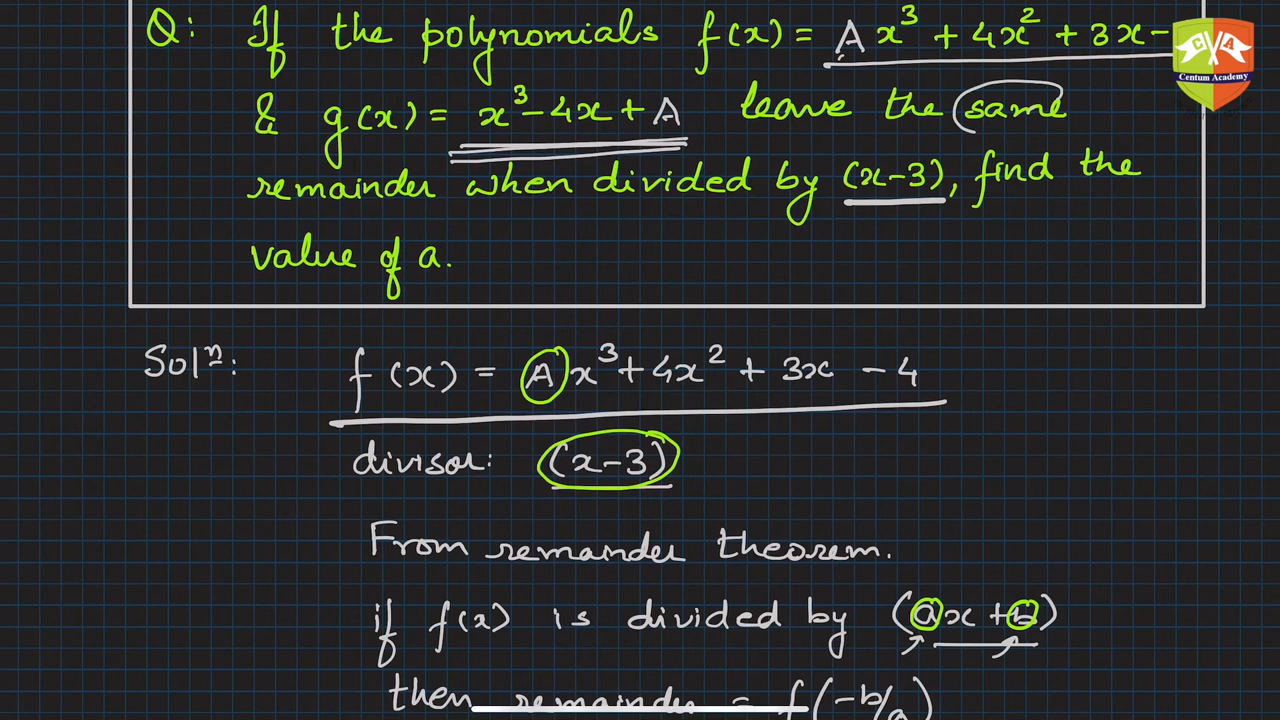 Q: If the polynomials f(x) = Ax³ + 4x² + 3x -
& g(x) = x³ - 4x + A leave the same
remainder when divided by (x-3), find the
value of a.
C A
Centum Academy
Solⁿ: f(x) = Ax³ + 4x² + 3x - 4
divisor: (x-3)
From remainder theorem.
if f(x) is divided by (ax + b)
then remainder = f(-b/a)